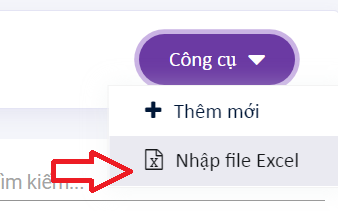 Công cụ
Thêm mới
Nhập file Excel
ìm kiếm...